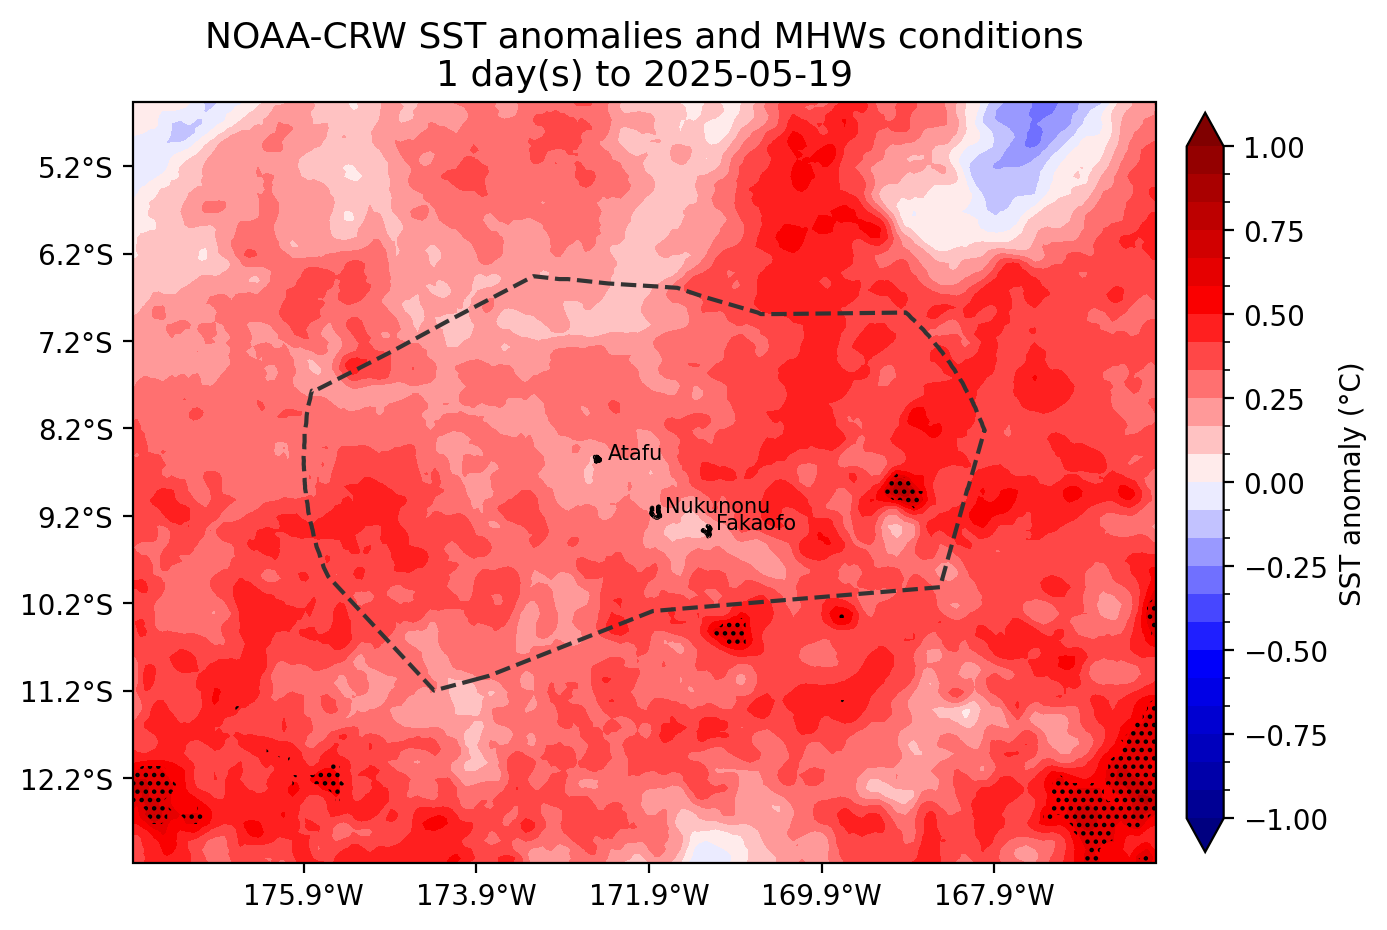 NOAA-CRW SST anomalies and MHWs conditions
1 day(s) to 2025-05-19
5.2°S
6.2°S
7.2°S
8.2°S
9.2°S
10.2°S
11.2°S
12.2°S
Atafu
Nukunonu
Fakaofo
175.9°W
173.9°W
171.9°W
169.9°W
167.9°W
1.00
0.75
0.50
0.25
0.00
−0.25
−0.50
−0.75
−1.00
SST anomaly (°C)